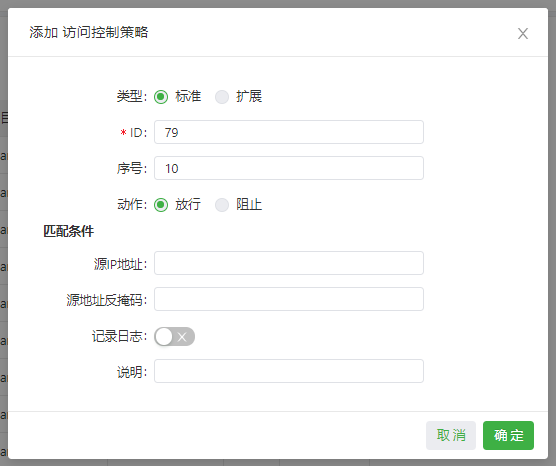 添加 访问控制策略
类型: 标准 扩展
* ID: 79
序号: 10
动作: 放行 阻止
匹配条件
源IP地址:
源地址反掩码:
记录日志:
说明:
取消 确定